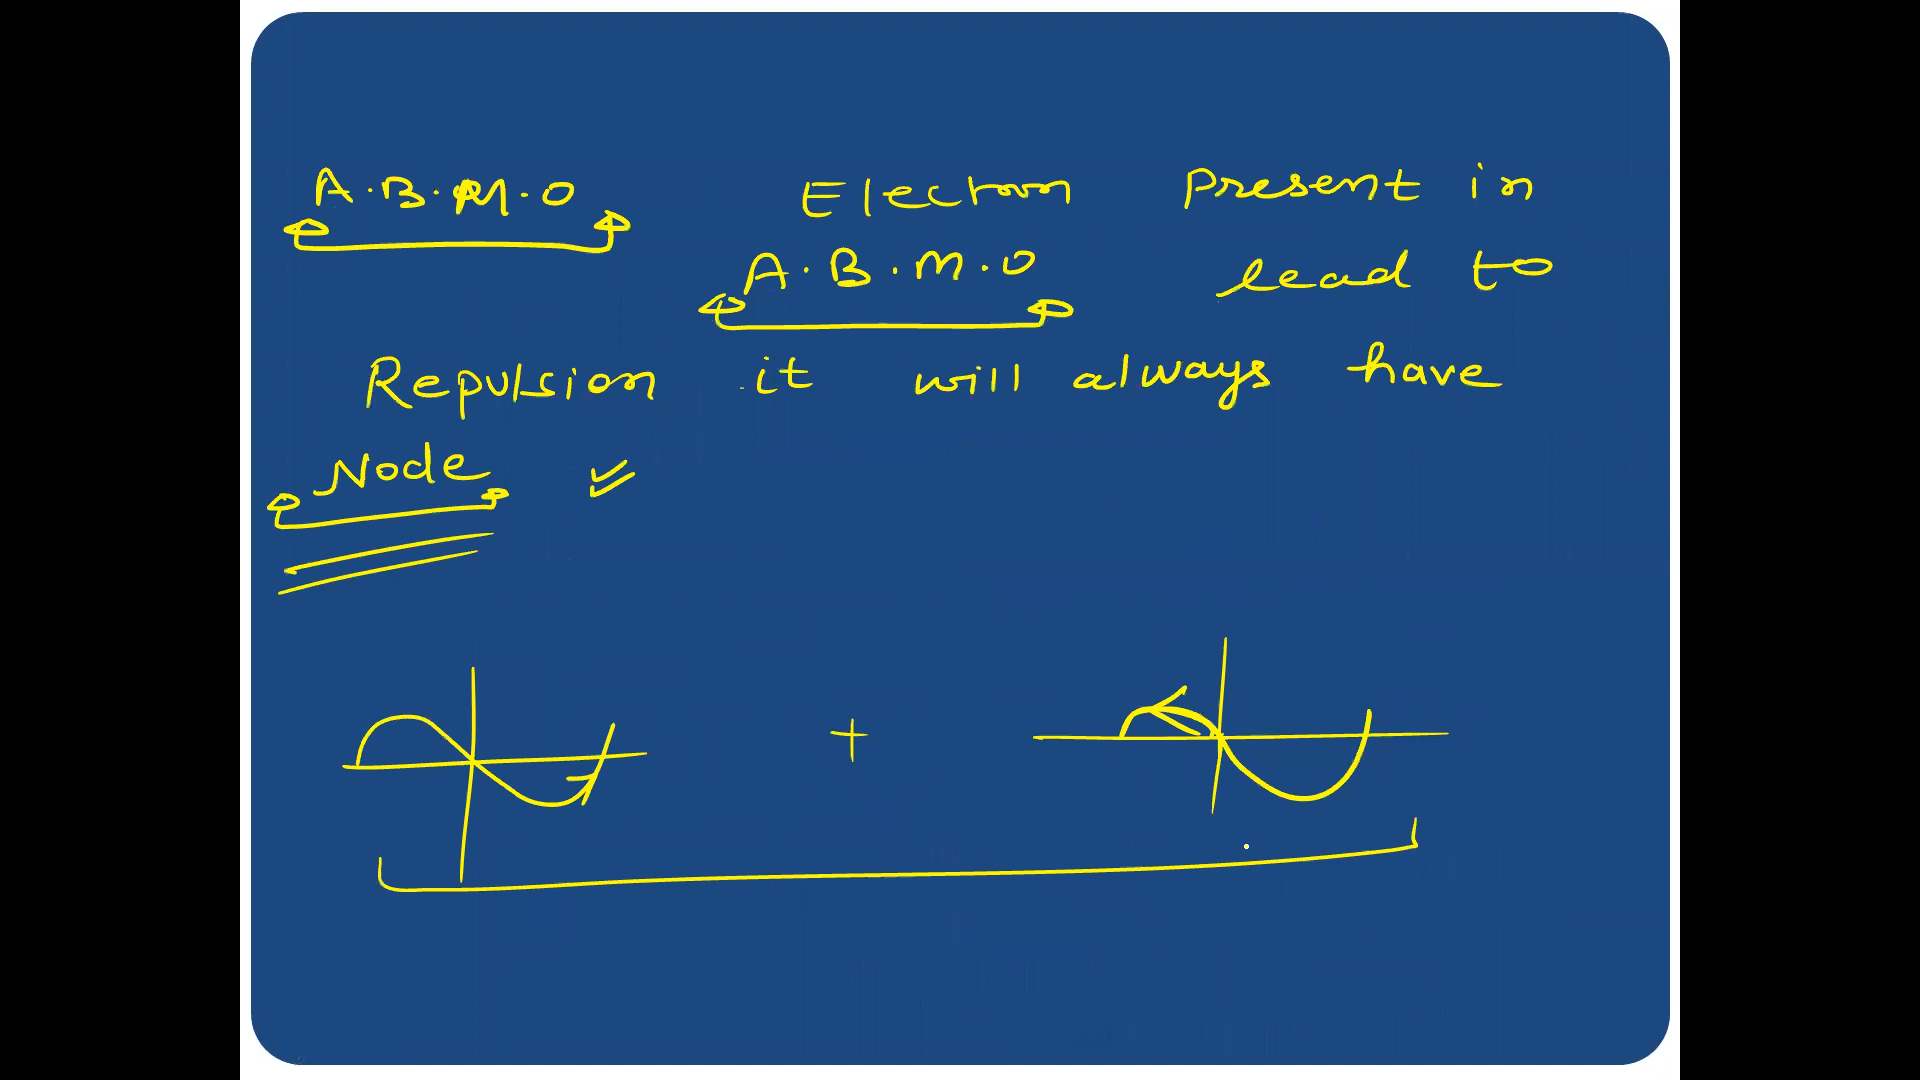 A.B.M.O Electron Present in
A.B.M.O lead to
Repulsion it will always have
Node
+